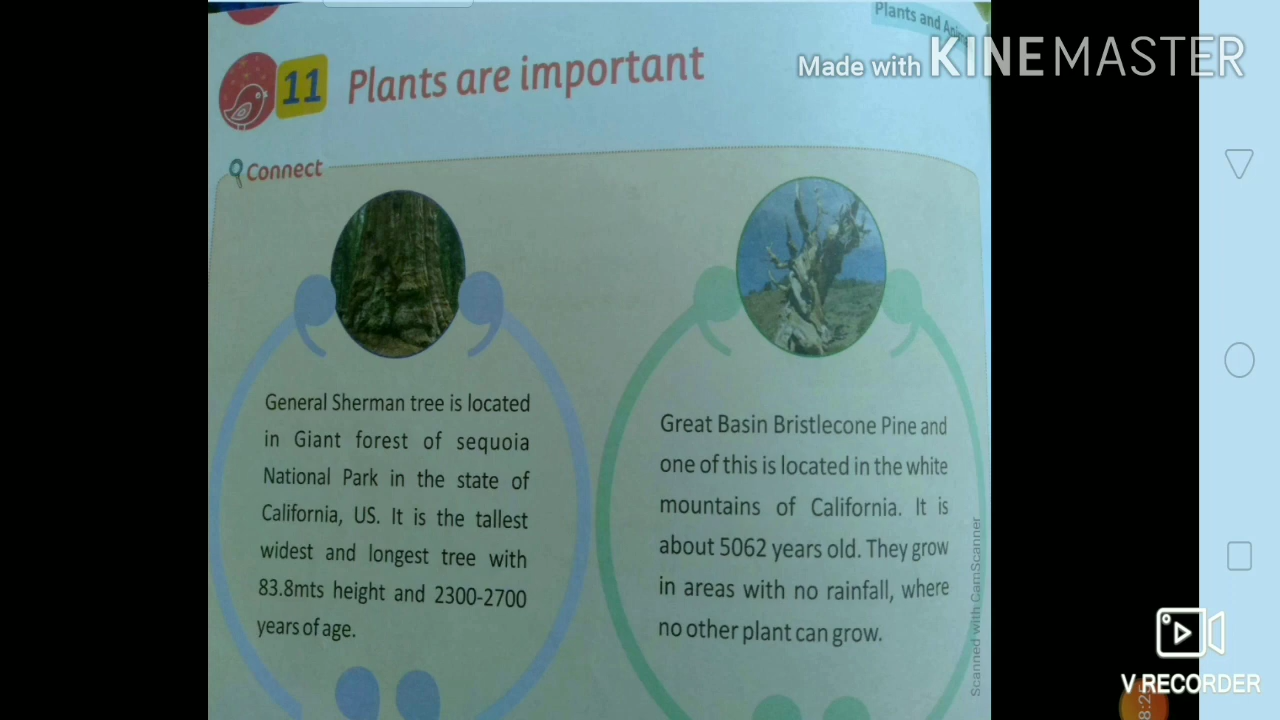 Plants and
Made with KINEMASTER
11 Plants are important
Connect
General Sherman tree is located
in Giant forest of sequoia
National Park in the state of
California, US. It is the tallest
widest and longest tree with
83.8mts height and 2300-2700
years of age.
Great Basin Bristlecone Pine and
one of this is located in the white
mountains of California. It is
about 5062 years old. They grow
in areas with no rainfall, where
no other plant can grow.
Scanned with CamScanner
V RECORDER